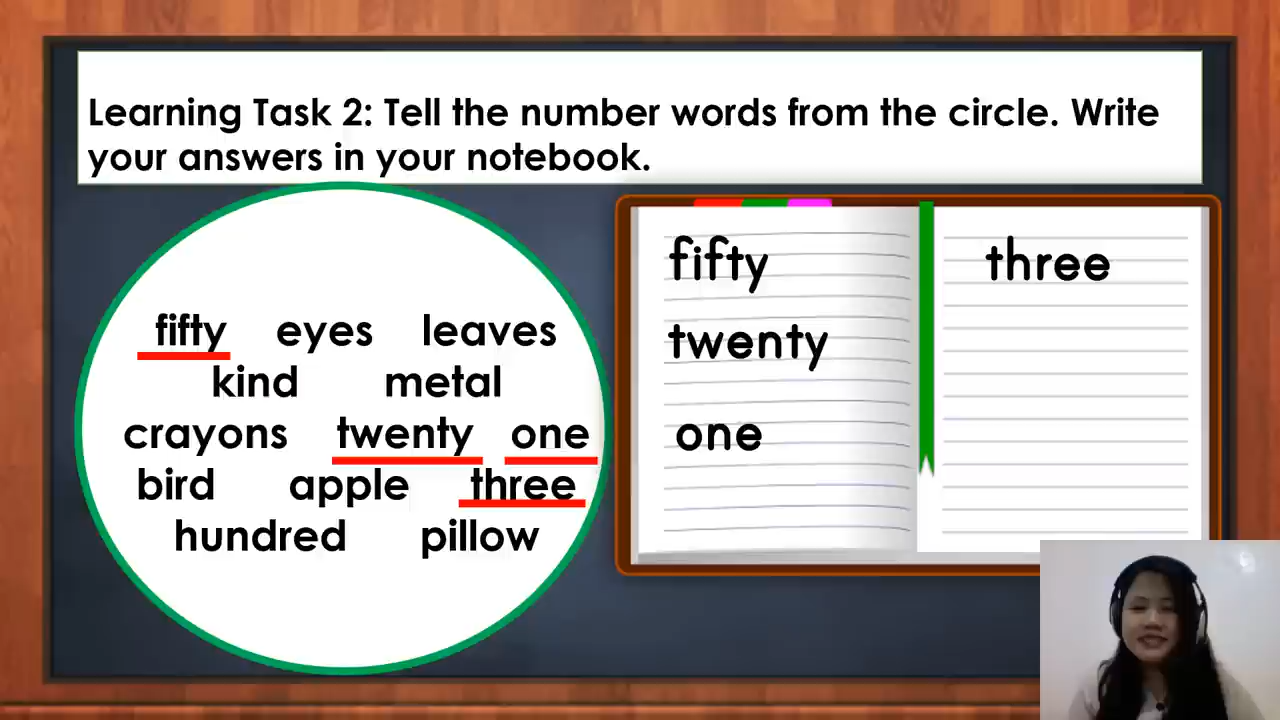 Learning Task 2: Tell the number words from the circle. Write
your answers in your notebook.
fifty eyes leaves
kind metal
crayons twenty one
bird apple three
hundred pillow
fifty
twenty
one
three